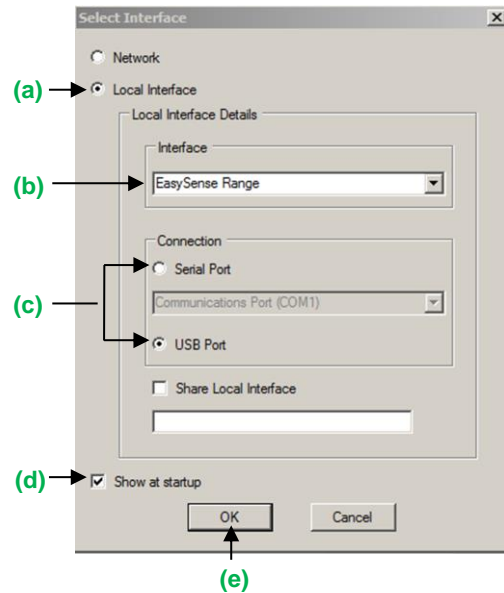 Select Interface
Network
(a) Local Interface
Local Interface Details
Interface
(b) EasySense Range
Connection
Serial Port
(c) Communications Port (COM1)
USB Port
Share Local Interface
(d) Show at startup
OK Cancel
(e)